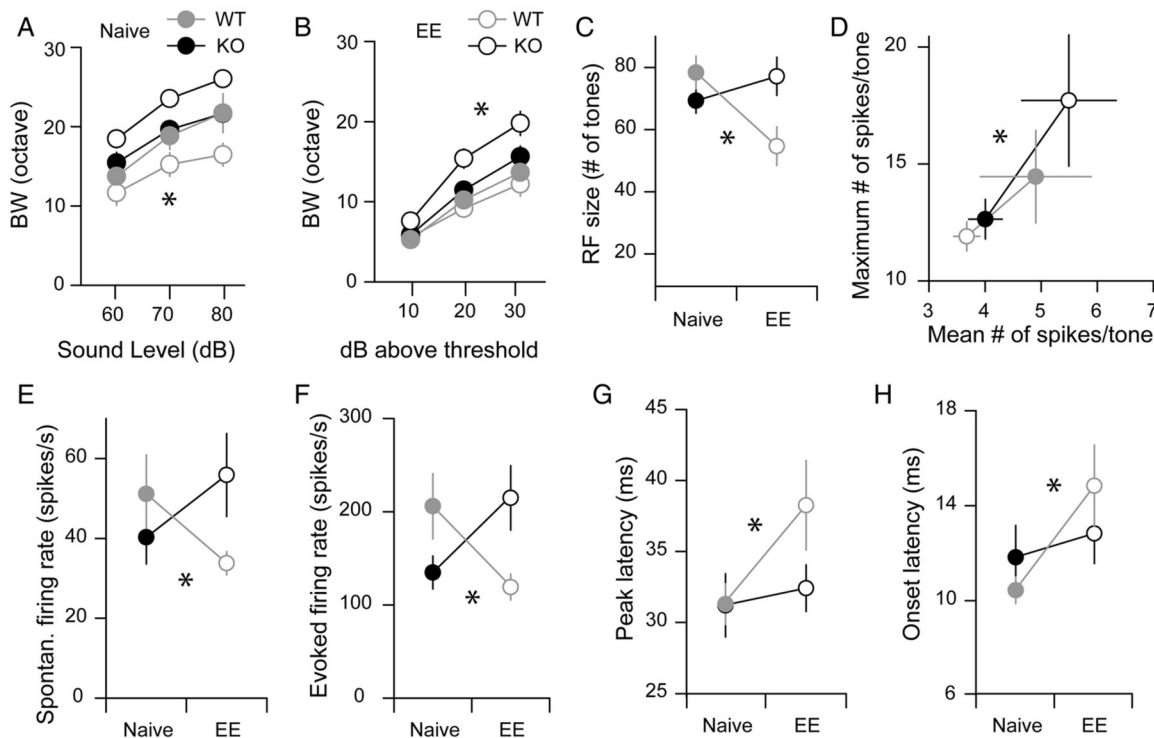 A
Naive
WT
KO
30
20
10
0
BW (octave)
60 70 80
Sound Level (dB)
*
B
EE
WT
KO
30
20
10
0
BW (octave)
10 20 30
dB above threshold
*
C
80
60
40
20
RF size (# of tones)
Naive EE
*
D
20
15
10
Maximum # of spikes/tone
3 4 5 6 7
Mean # of spikes/tone
*
E
60
40
20
0
Spontan. firing rate (spikes/s)
Naive EE
*
F
300
200
100
0
Evoked firing rate (spikes/s)
Naive EE
*
G
45
40
35
30
25
Peak latency (ms)
Naive EE
*
H
18
14
10
6
Onset latency (ms)
Naive EE
*